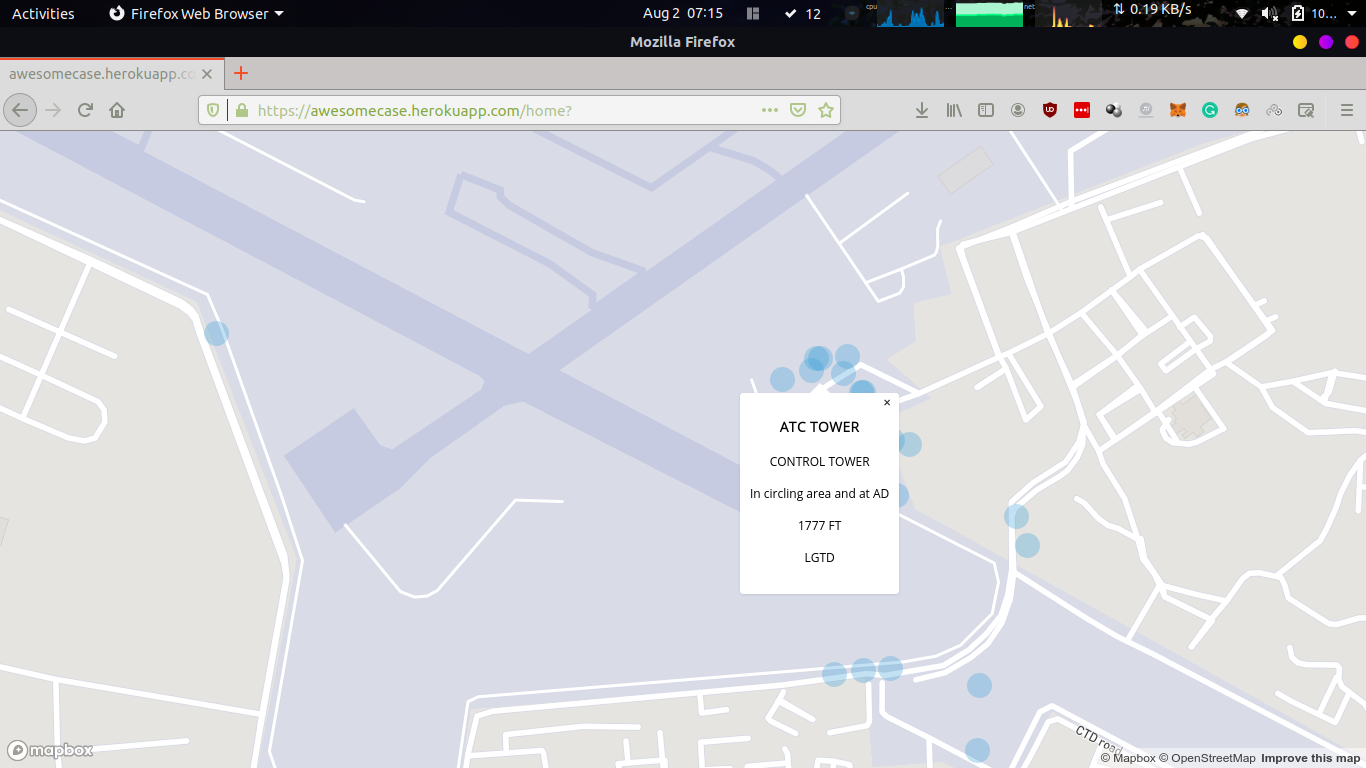 Activities
Firefox Web Browser
Aug 2 07:15
12
cpu
...
net
0.19 KB/s
10...
Mozilla Firefox
awesomecase.herokuapp.co
https://awesomecase.herokuapp.com/home?
×
ATC TOWER
CONTROL TOWER
In circling area and at AD
1777 FT
LGTD
CTD road
mapbox
© Mapbox © OpenStreetMap Improve this map